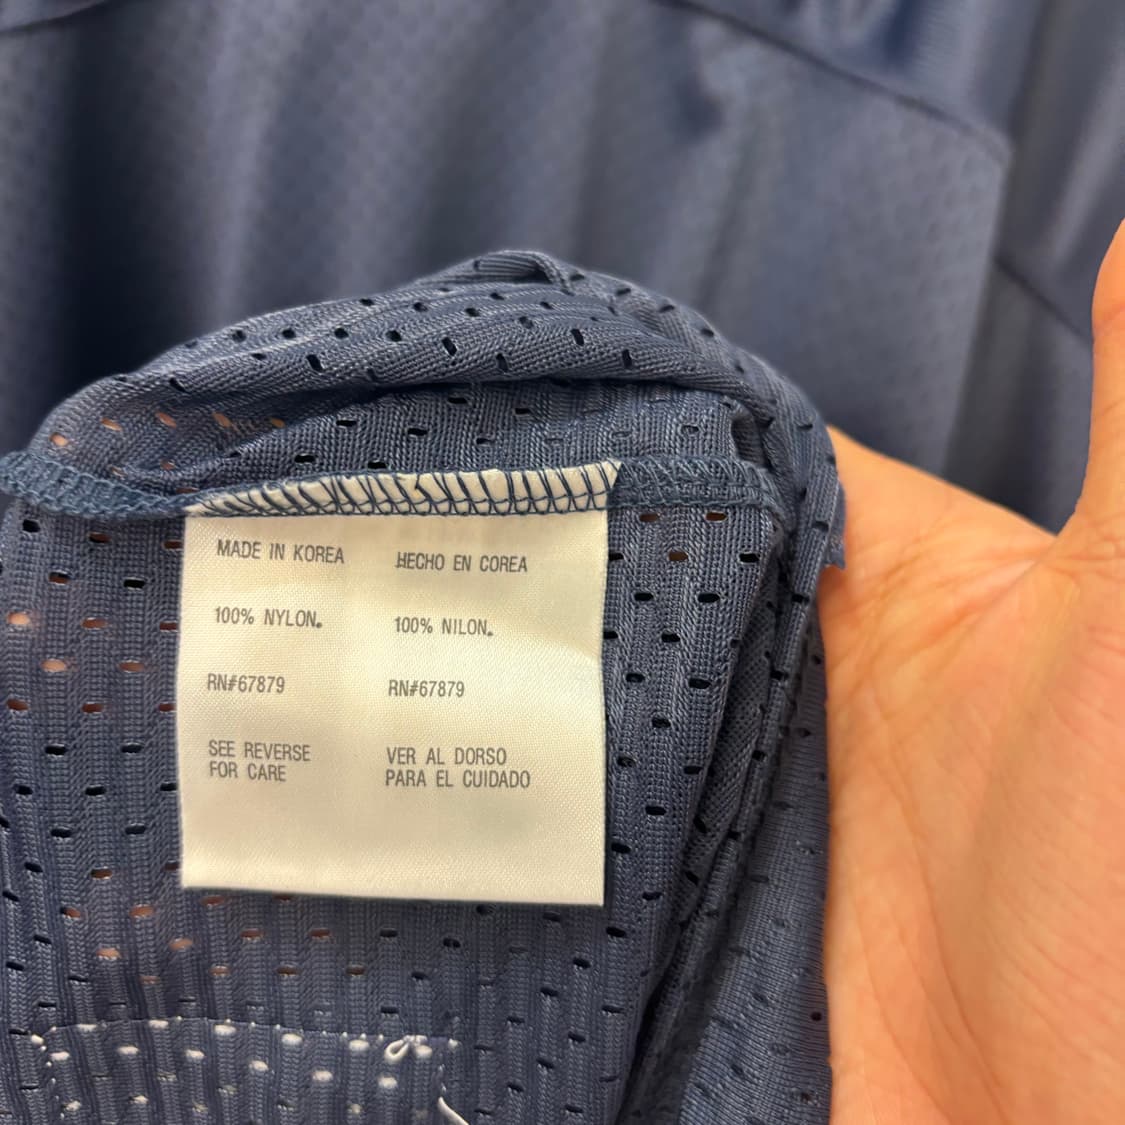 MADE IN KOREA
100% NYLON.
RN#67879
SEE REVERSE
FOR CARE
HECHO EN COREA
100% NILON.
RN#67879
VER AL DORSO
PARA EL CUIDADO